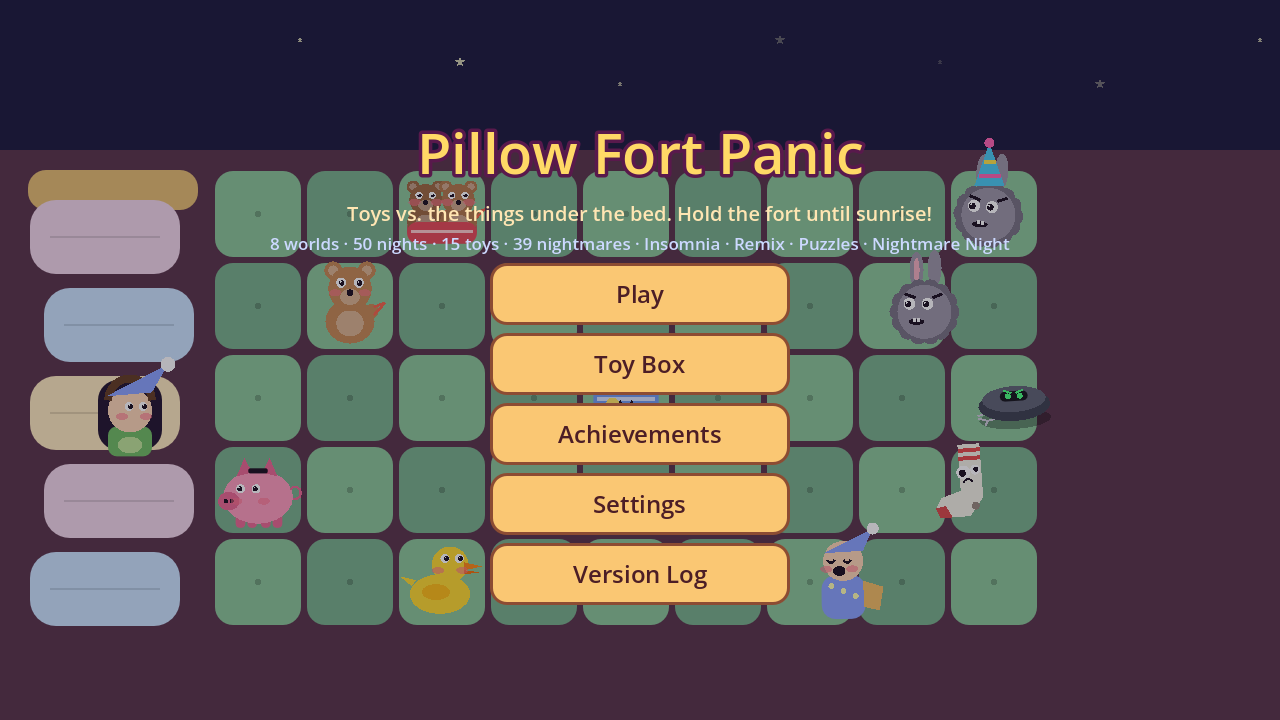 Pillow Fort Panic
Toys vs. the things under the bed. Hold the fort until sunrise!
8 worlds · 50 nights · 15 toys · 39 nightmares · Insomnia · Remix · Puzzles · Nightmare Night
Play
Toy Box
Achievements
Settings
Version Log